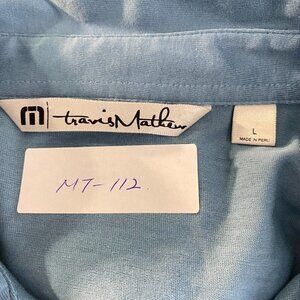 travisMathew
L
MADE IN PERU
MT-112.